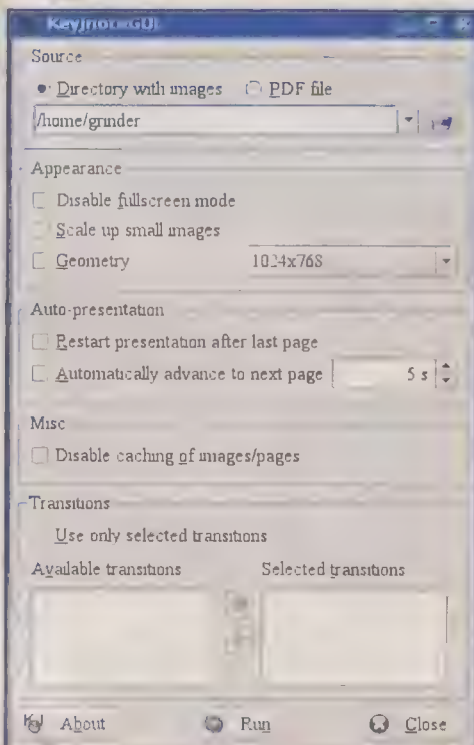 KeyJnoteGUI
Source
Directory with images PDF file
/home/grinder
Appearance
Disable fullscreen mode
Scale up small images
Geometry 1024x768
Auto-presentation
Restart presentation after last page
Automatically advance to next page 5 s
Misc
Disable caching of images/pages
Transitions
Use only selected transitions
Available transitions Selected transitions
About Run Close